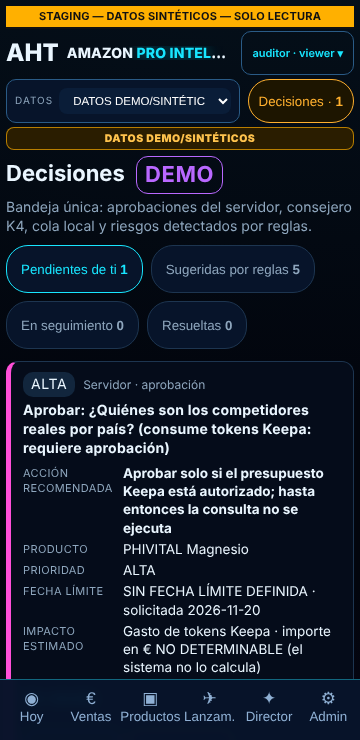 STAGING — DATOS SINTÉTICOS — SOLO LECTURA
AHT AMAZON PRO INTEL... auditor · viewer ▾
DATOS DATOS DEMO/SINTÉTIC Decisiones · 1
DATOS DEMO/SINTÉTICOS
Decisiones DEMO
Bandeja única: aprobaciones del servidor, consejero
K4, cola local y riesgos detectados por reglas.
Pendientes de ti 1 Sugeridas por reglas 5
En seguimiento 0 Resueltas 0
ALTA Servidor · aprobación
Aprobar: ¿Quiénes son los competidores
reales por país? (consume tokens Keepa:
requiere aprobación)
ACCIÓN RECOMENDADA Aprobar solo si el presupuesto
Keepa está autorizado; hasta
entonces la consulta no se
ejecuta
PRODUCTO PHIVITAL Magnesio
PRIORIDAD ALTA
FECHA LÍMITE SIN FECHA LÍMITE DEFINIDA ·
solicitada 2026-11-20
IMPACTO ESTIMADO Gasto de tokens Keepa · importe
en € NO DETERMINABLE (el
sistema no lo calcula)
Hoy Ventas Productos Lanzam. Director Admin